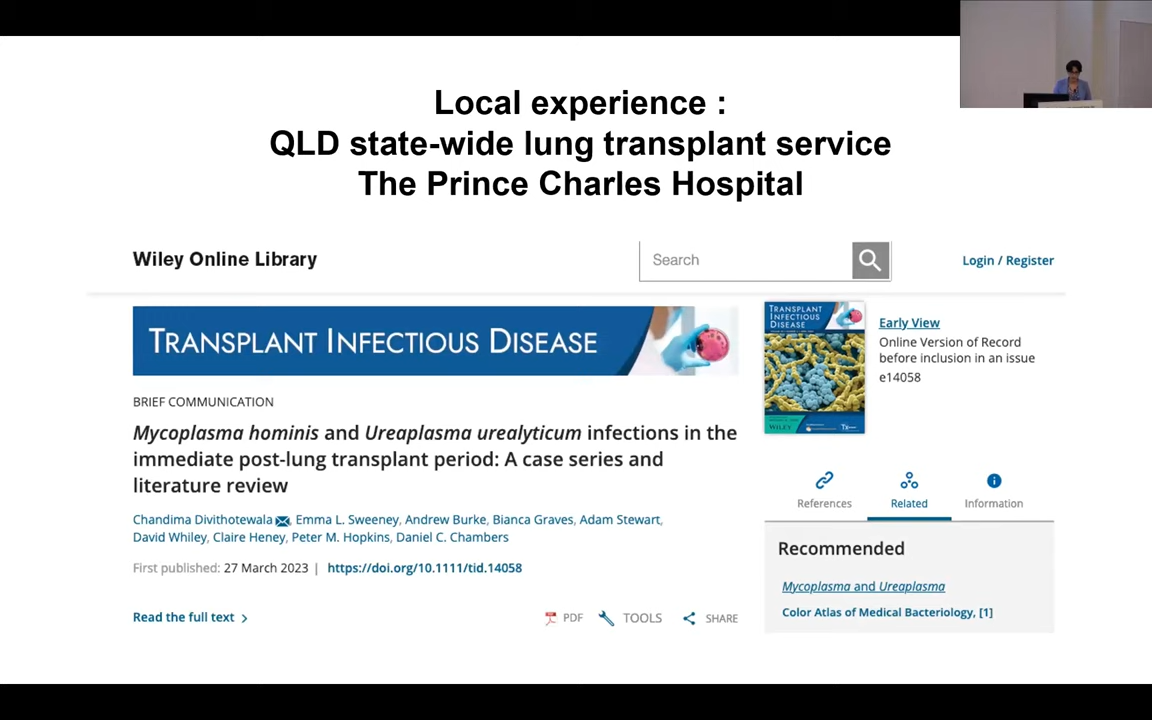 Local experience :
QLD state-wide lung transplant service
The Prince Charles Hospital
Wiley Online Library
Search
Login / Register
TRANSPLANT INFECTIOUS DISEASE
TRANSPLANT
INFECTIOUS
DISEASE
WILEY
Early View
Online Version of Record
before inclusion in an issue
e14058
BRIEF COMMUNICATION
Mycoplasma hominis and Ureaplasma urealyticum infections in the
immediate post-lung transplant period: A case series and
literature review
Chandima Divithotewala, Emma L. Sweeney, Andrew Burke, Bianca Graves, Adam Stewart,
David Whiley, Claire Heney, Peter M. Hopkins, Daniel C. Chambers
First published: 27 March 2023 | https://doi.org/10.1111/tid.14058
Read the full text
PDF
TOOLS
SHARE
References
Related
Information
Recommended
Mycoplasma and Ureaplasma
Color Atlas of Medical Bacteriology, [1]